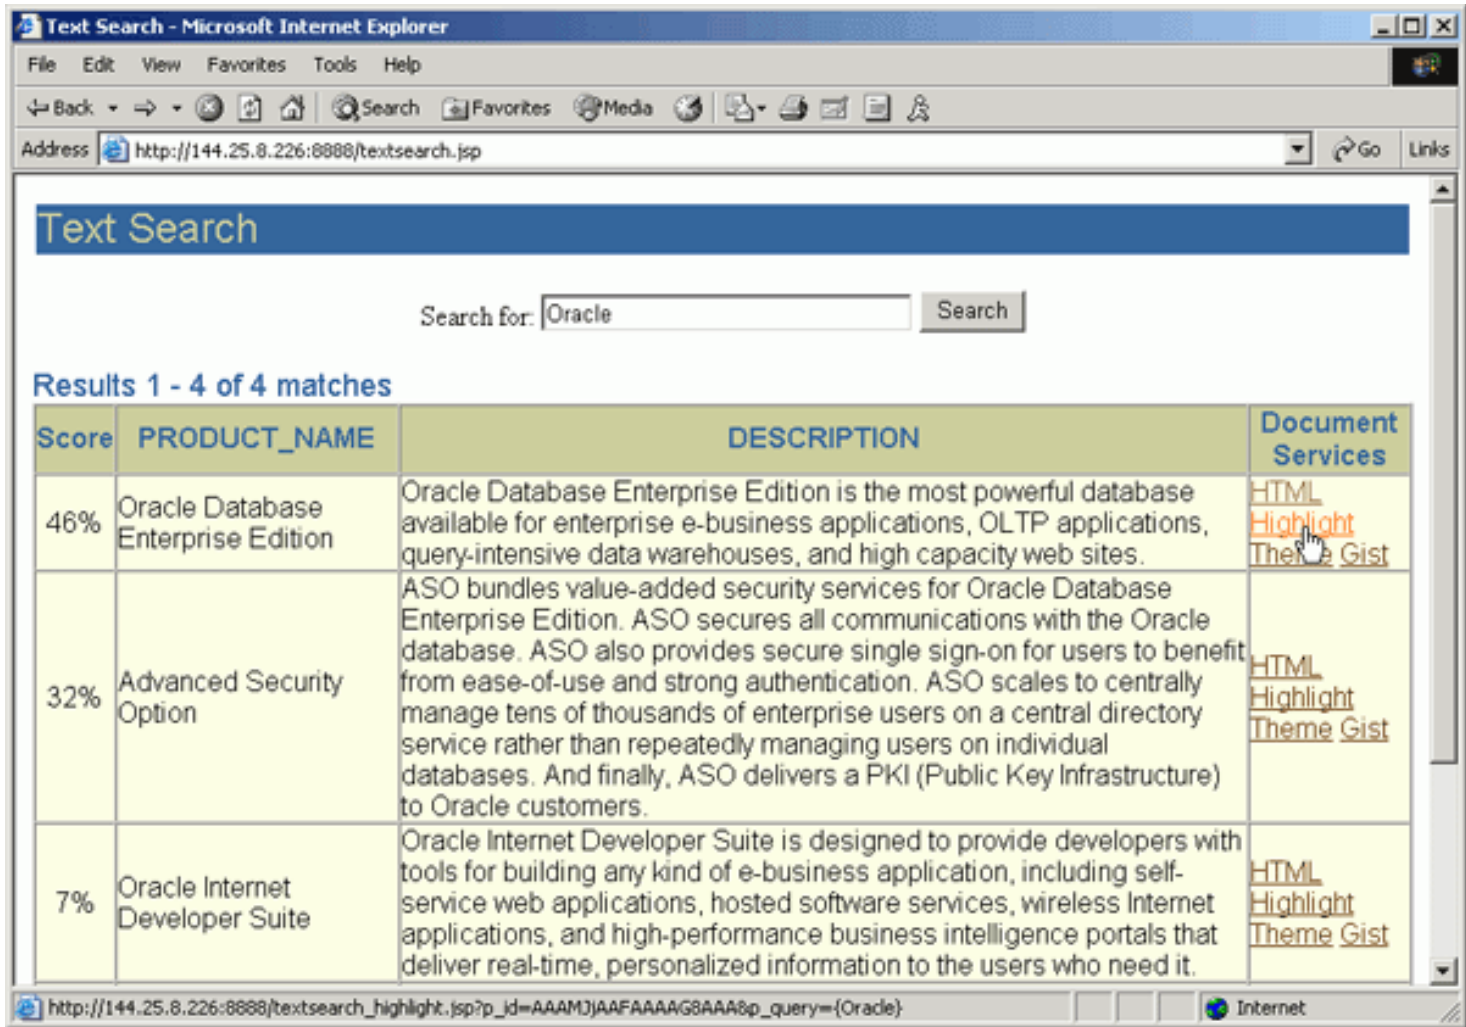 Text Search - Microsoft Internet Explorer
File Edit View Favorites Tools Help
Back Search Favorites Media
Address http://144.25.8.226:8888/textsearch.jsp Go Links
Text Search
Search for: Oracle Search
Results 1 - 4 of 4 matches
Score PRODUCT_NAME DESCRIPTION Document
Services
46%
Oracle Database
Enterprise Edition
Oracle Database Enterprise Edition is the most powerful database
available for enterprise e-business applications, OLTP applications,
query-intensive data warehouses, and high capacity web sites.
HTML
Highlight
Theme Gist
32%
Advanced Security
Option
ASO bundles value-added security services for Oracle Database
Enterprise Edition. ASO secures all communications with the Oracle
database. ASO also provides secure single sign-on for users to benefit
from ease-of-use and strong authentication. ASO scales to centrally
manage tens of thousands of enterprise users on a central directory
service rather than repeatedly managing users on individual
databases. And finally, ASO delivers a PKI (Public Key Infrastructure)
to Oracle customers.
HTML
Highlight
Theme Gist
7%
Oracle Internet
Developer Suite
Oracle Internet Developer Suite is designed to provide developers with
tools for building any kind of e-business application, including self-
service web applications, hosted software services, wireless Internet
applications, and high-performance business intelligence portals that
deliver real-time, personalized information to the users who need it.
HTML
Highlight
Theme Gist
http://144.25.8.226:8888/textsearch_highlight.jsp?p_id=AAAMJjAAFAAAAG8AAA&p_query={Oracle} Internet